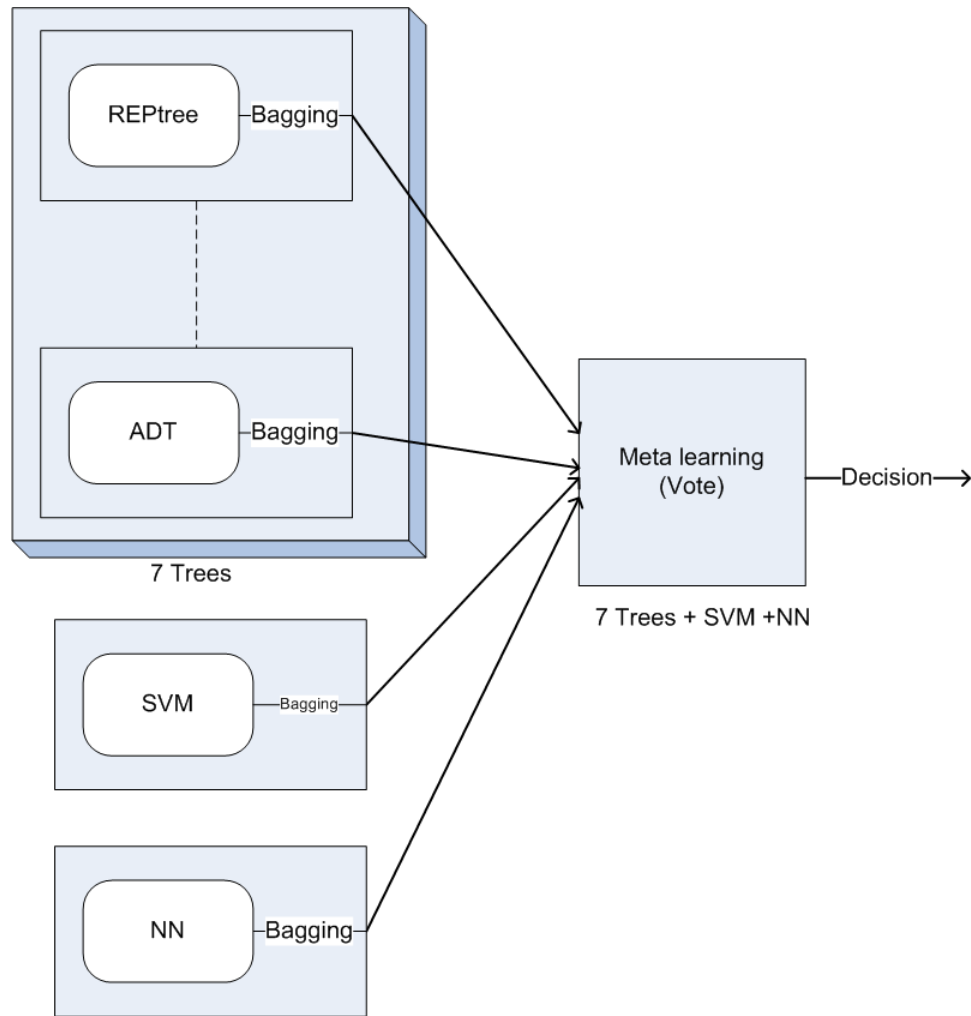 REPtree
Bagging
ADT
Bagging
7 Trees
Meta learning
(Vote)
Decision
7 Trees + SVM +NN
SVM
Bagging
NN
Bagging